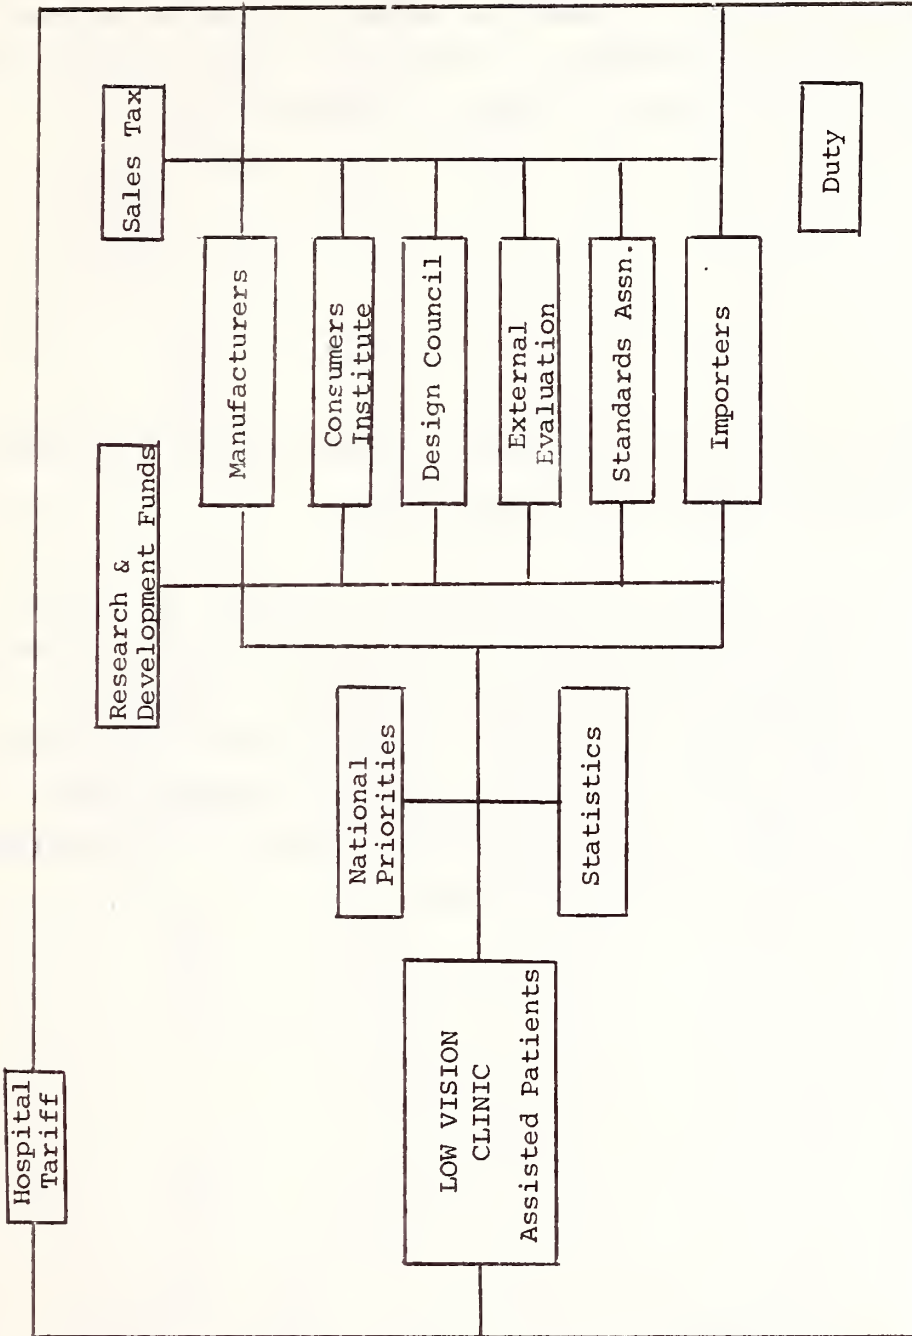 Hospital
Tariff
Research &
Development Funds
Sales Tax
Manufacturers
Consumers
Institute
National
Priorities
Design Council
LOW VISION
CLINIC
Assisted Patients
External
Evaluation
Statistics
Standards Assn.
Importers
Duty